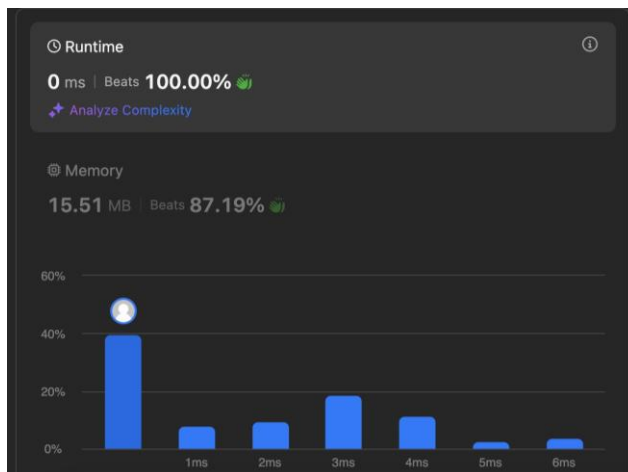 Runtime
0 ms | Beats 100.00%
Analyze Complexity
Memory
15.51 MB | Beats 87.19%
60%
40%
20%
0%
1ms 2ms 3ms 4ms 5ms 6ms